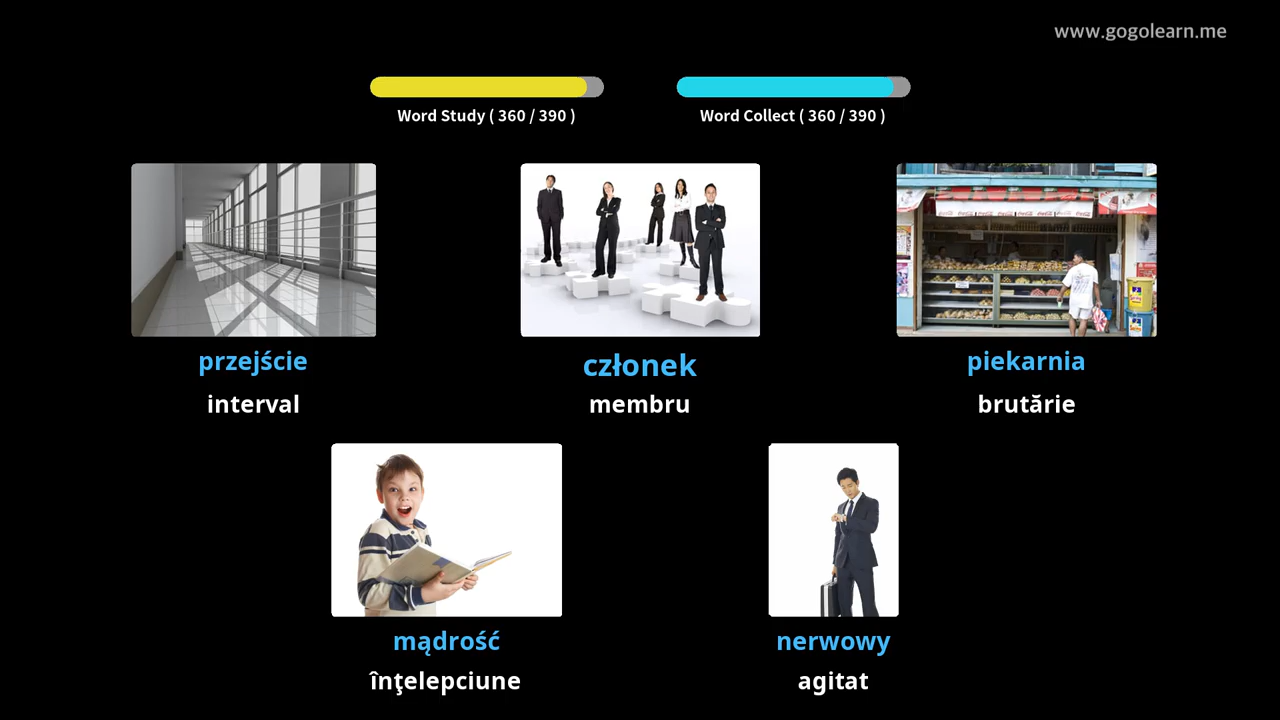 www.gogolearn.me
Word Study ( 360 / 390 )
Word Collect ( 360 / 390 )
przejście
członek
piekarnia
interval
membru
brutărie
mądrość
nerwowy
înţelepciune
agitat